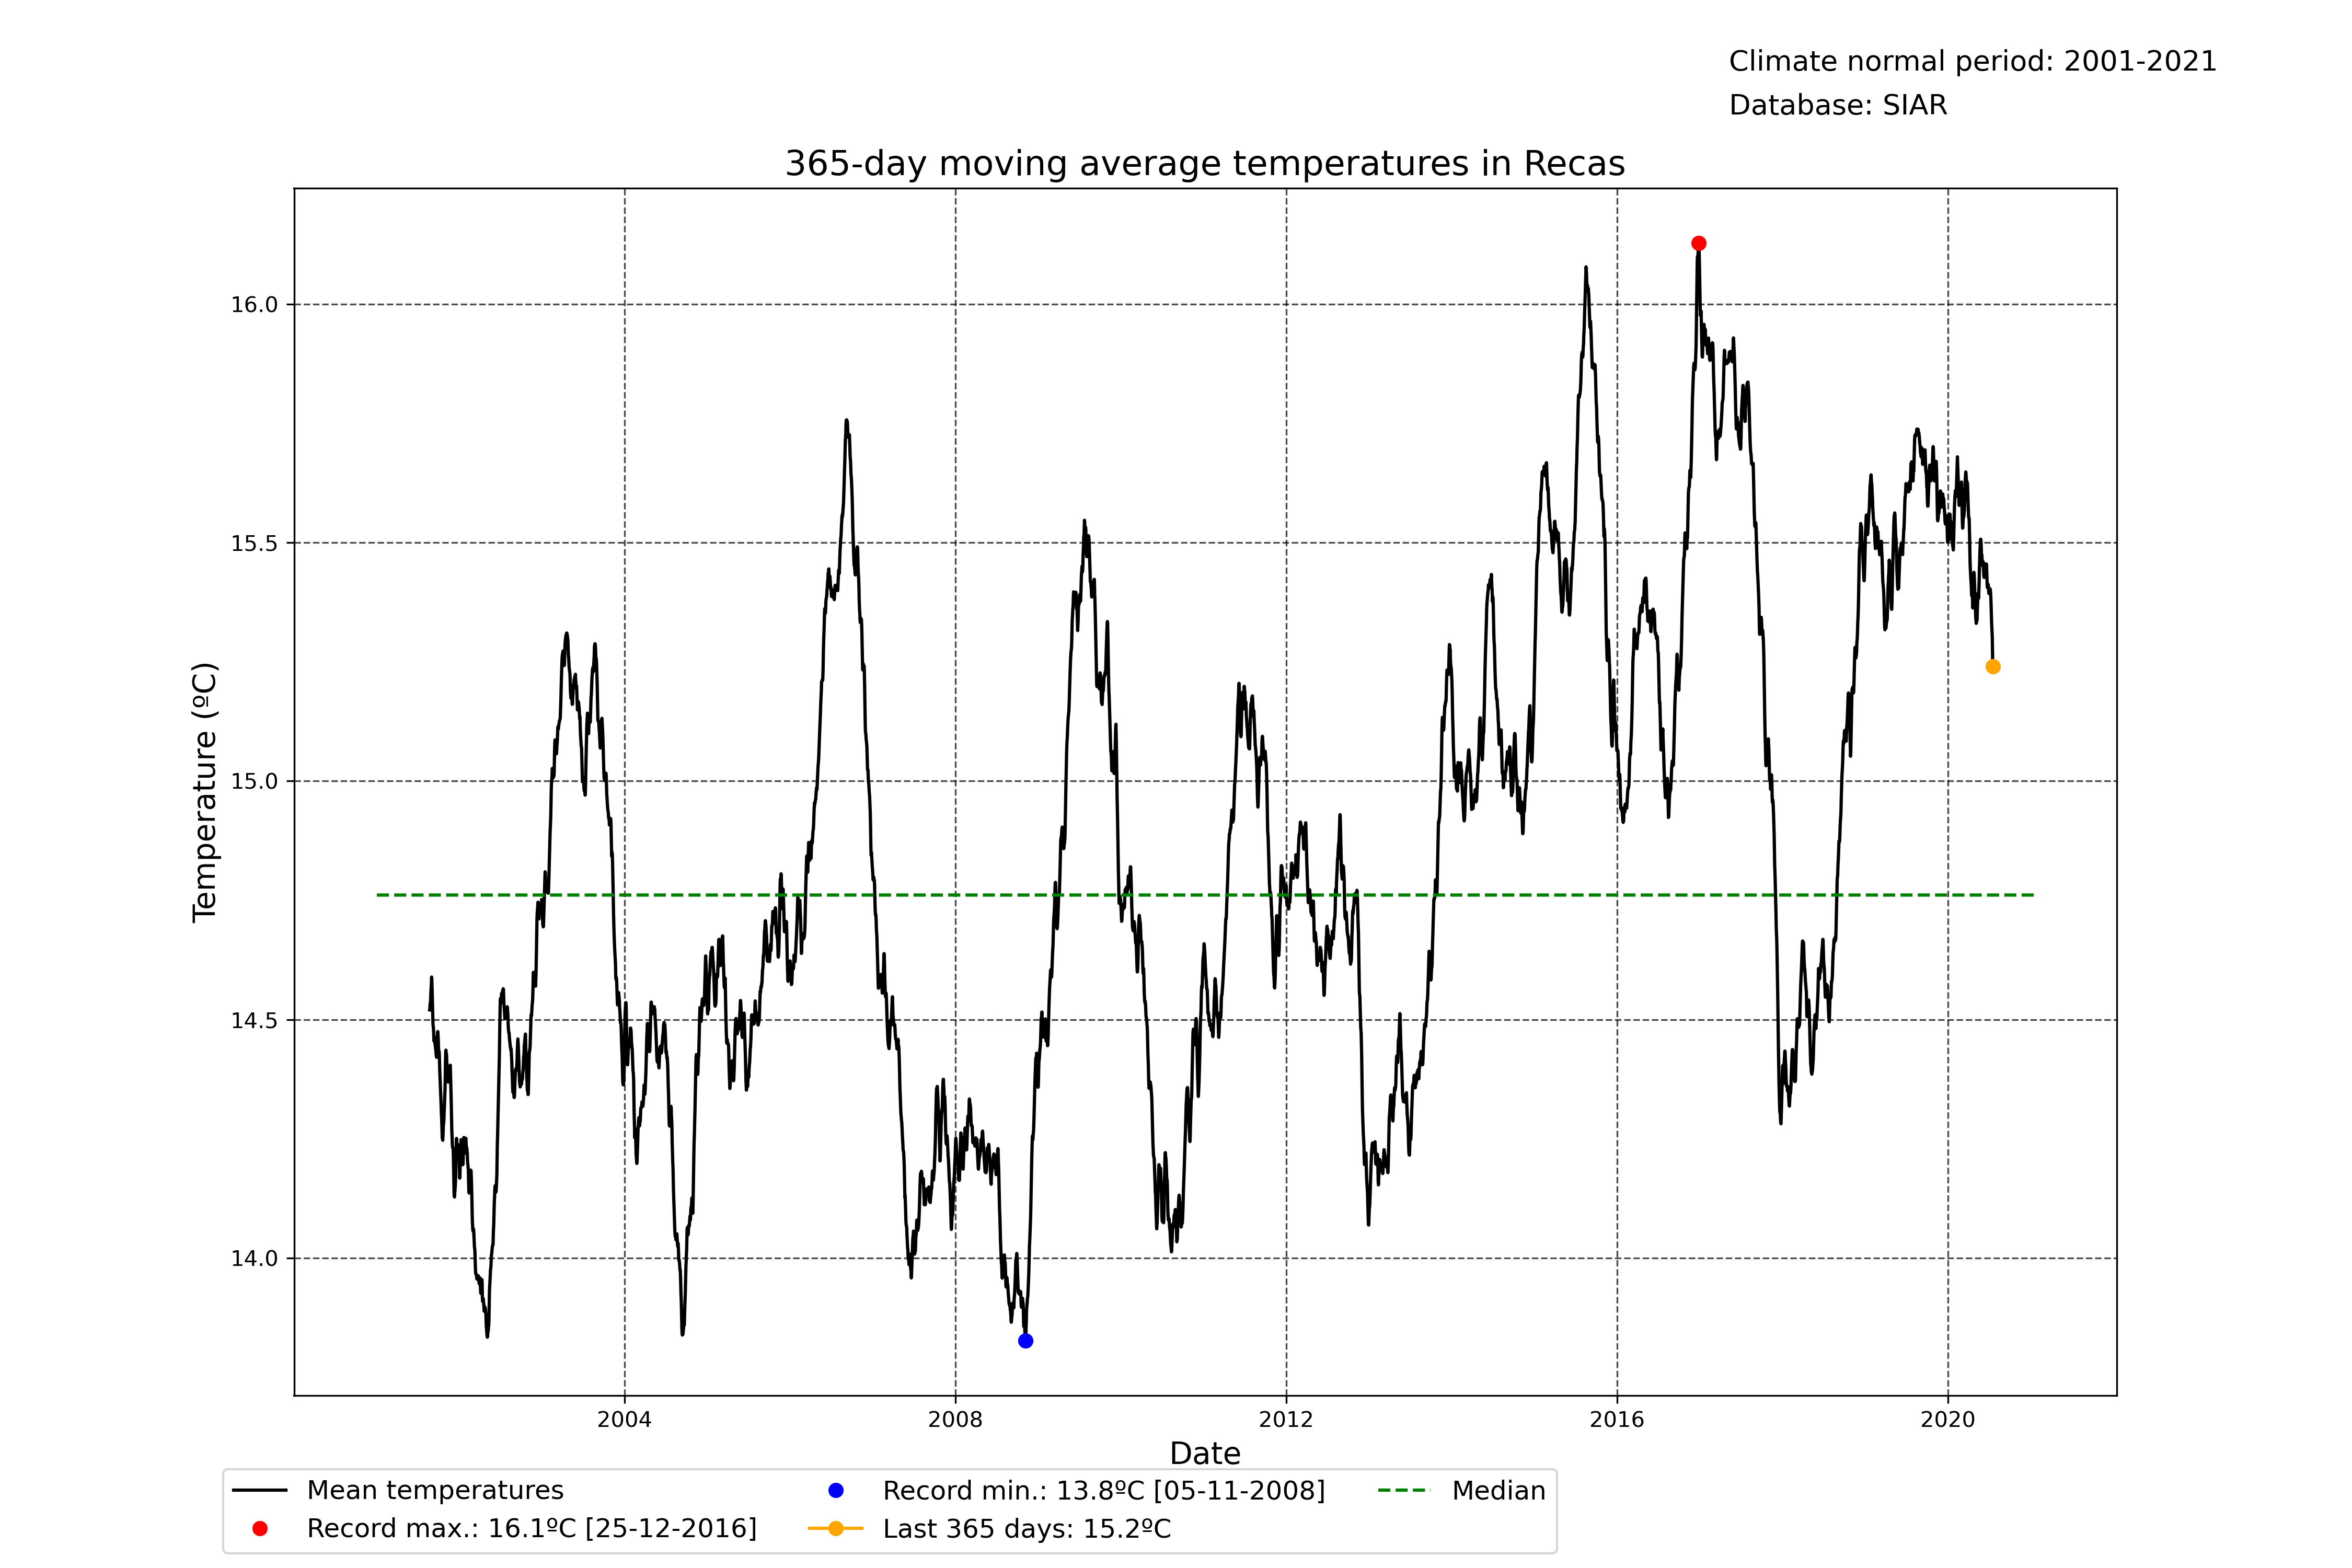 Climate normal period: 2001-2021
Database: SIAR
365-day moving average temperatures in Recas
Temperature (ºC)
16.0
15.5
15.0
14.5
14.0
2004
2008
2012
2016
2020
Date
Mean temperatures
Record max.: 16.1ºC [25-12-2016]
Record min.: 13.8ºC [05-11-2008]
Last 365 days: 15.2ºC
Median